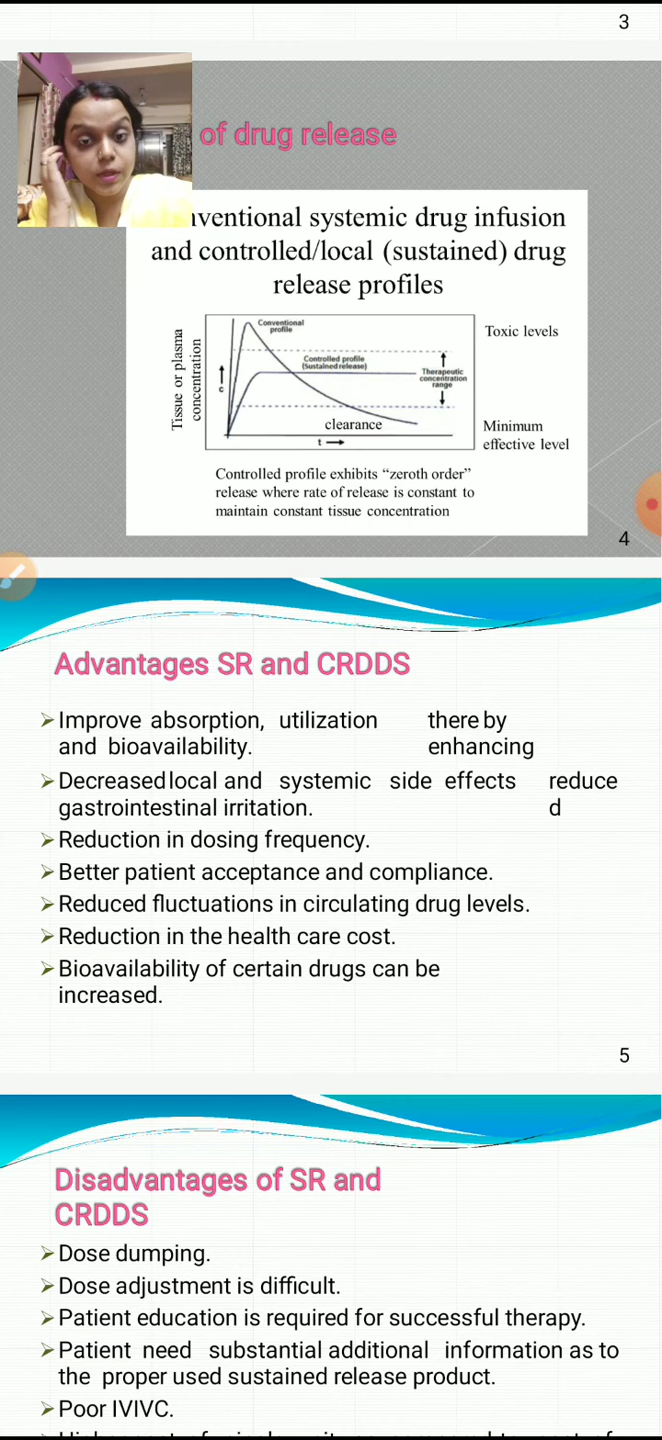 3
of drug release
nventional systemic drug infusion
and controlled/local (sustained) drug
release profiles
Tissue or plasma
concentration
Conventional
profile
Controlled profile
(Sustained release)
Therapeutic
concentration
range
c
clearance
t
Toxic levels
Minimum
effective level
Controlled profile exhibits “zeroth order”
release where rate of release is constant to
maintain constant tissue concentration
4
Advantages SR and CRDDS
➢Improve absorption, utilization there by
and bioavailability. enhancing
➢Decreased local and systemic side effects reduce
gastrointestinal irritation. d
➢Reduction in dosing frequency.
➢Better patient acceptance and compliance.
➢Reduced fluctuations in circulating drug levels.
➢Reduction in the health care cost.
➢Bioavailability of certain drugs can be
increased.
5
Disadvantages of SR and
CRDDS
➢Dose dumping.
➢Dose adjustment is difficult.
➢Patient education is required for successful therapy.
➢Patient need substantial additional information as to
the proper used sustained release product.
➢Poor IVIVC.